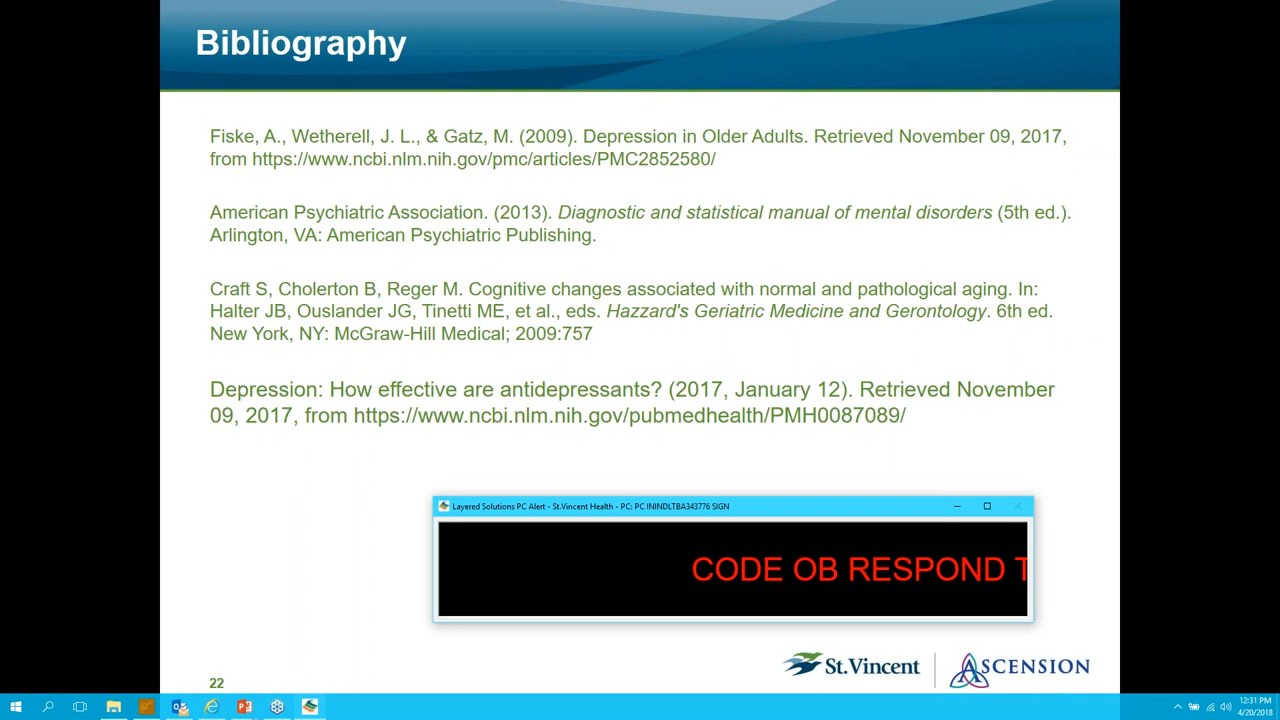 Bibliography
Fiske, A., Wetherell, J. L., & Gatz, M. (2009). Depression in Older Adults. Retrieved November 09, 2017,
from https://www.ncbi.nlm.nih.gov/pmc/articles/PMC2852580/
American Psychiatric Association. (2013). Diagnostic and statistical manual of mental disorders (5th ed.).
Arlington, VA: American Psychiatric Publishing.
Craft S, Cholerton B, Reger M. Cognitive changes associated with normal and pathological aging. In:
Halter JB, Ouslander JG, Tinetti ME, et al., eds. Hazzard's Geriatric Medicine and Gerontology. 6th ed.
New York, NY: McGraw-Hill Medical; 2009:757
Depression: How effective are antidepressants? (2017, January 12). Retrieved November
09, 2017, from https://www.ncbi.nlm.nih.gov/pubmedhealth/PMH0087089/
Layered Solutions PC Alert - St.Vincent Health - PC: PC ININDLTBA343776 SIGN
CODE OB RESPOND T
St.Vincent
ASCENSION
22
12:31 PM
4/20/2018